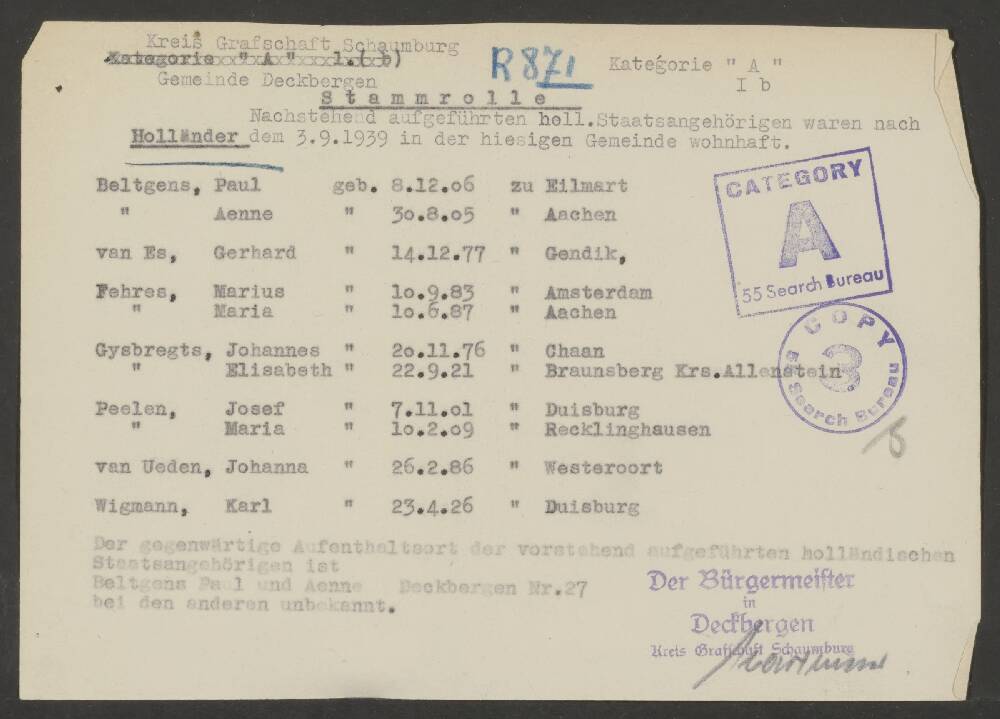 Kreis Grafschaft Schaumburg
Kategorie " A " 1.( b)
Gemeinde Deckbergen
R 871
Kategorie " A "
I b
Stammrolle
Nachstehend aufgeführten holl.Staatsangehörigen waren nach
Holländer dem 3.9.1939 in der hiesigen Gemeinde wohnhaft.
Beltgens, Paul geb. 8.12.06 zu Eilmart
" Aenne " 30.8.05 " Aachen
van Es, Gerhard " 14.12.77 " Gendik,
Fehres, Marius " 10.9.83 " Amsterdam
" Maria " 10.6.87 " Aachen
Gysbregts, Johannes " 20.11.76 " Chaan
" Elisabeth " 22.9.21 " Braunsberg Krs.Allenstein
Peelen, Josef " 7.11.01 " Duisburg
" Maria " 10.2.09 " Recklinghausen
van Ueden, Johanna " 26.2.86 " Westeroort
Wigmann, Karl " 23.4.26 " Duisburg
CATEGORY
A
55 Search Bureau
COPY
3
55 Search Bureau
5
Der gegenwärtige Aufenthaltsort der vorstehend aufgeführten holländischen
Staatsangehörigen ist
Beltgens Paul und Aenne Deckbergen Nr.27
bei den anderen unbekannt.
Der Bürgermeister
in
Deckbergen
Kreis Grafschaft Schaumburg